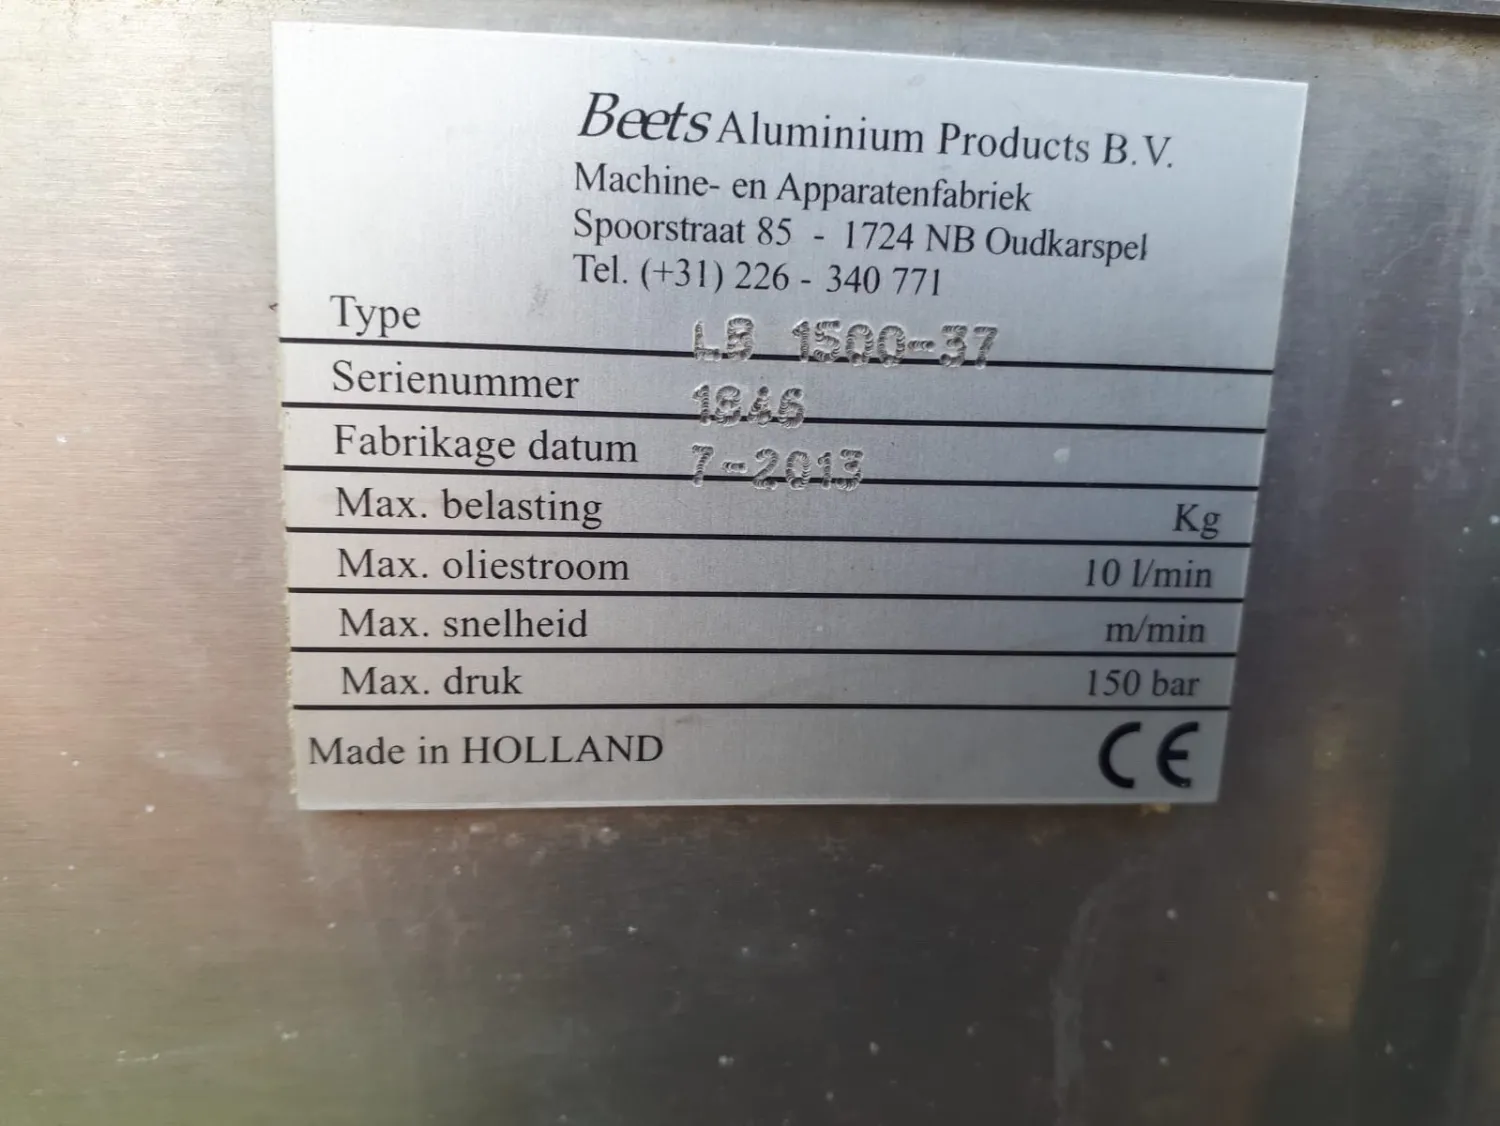 Beets Aluminium Products B.V.
Machine- en Apparatenfabriek
Spoorstraat 85 - 1724 NB Oudkarspel
Tel. (+31) 226 - 340 771
Type LB 1500-37
Serienummer 1846
Fabrikage datum 7-2013
Max. belasting Kg
Max. oliestroom 10 l/min
Max. snelheid m/min
Max. druk 150 bar
Made in HOLLAND CE